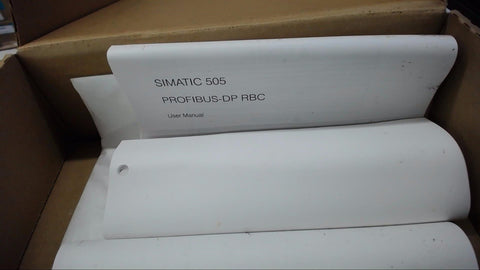 SIMATIC 505
PROFIBUS-DP RBC
User Manual